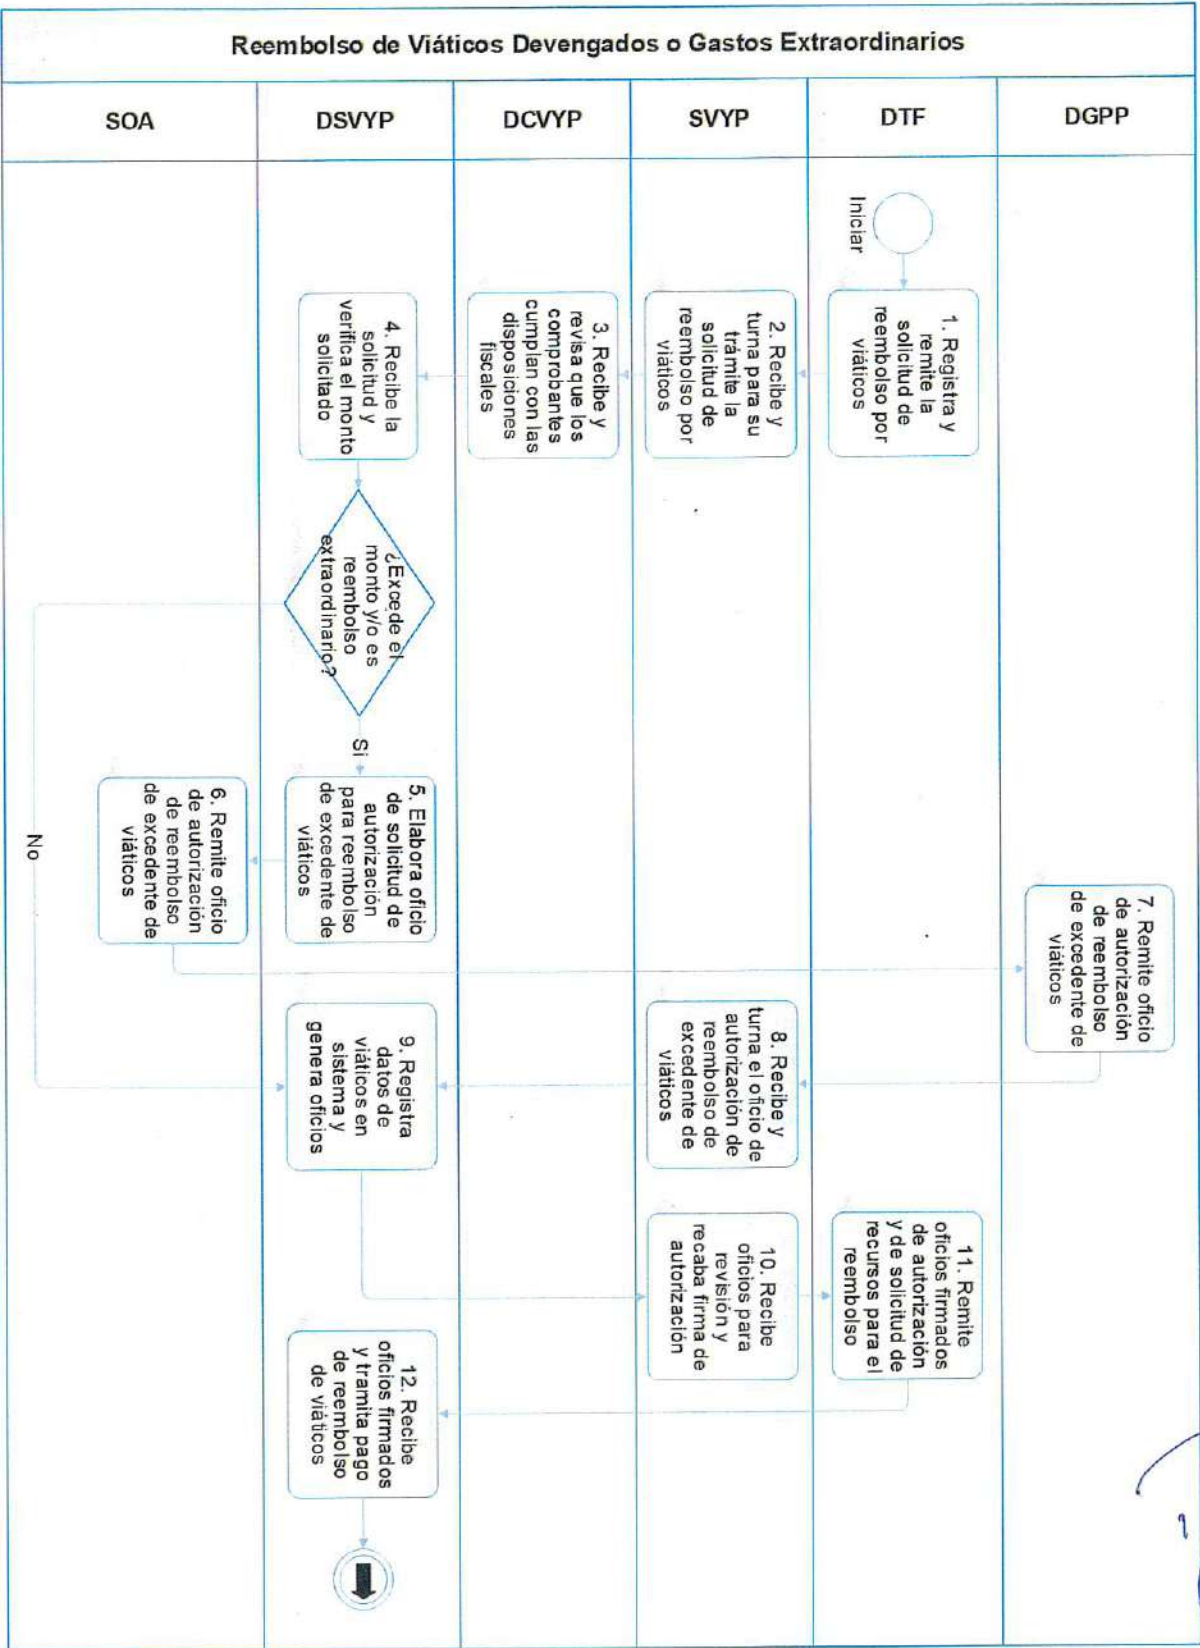 Reembolso de Viáticos Devengados o Gastos Extraordinarios
SOA
DSVYP
DCVYP
SVYP
DTF
DGPP
Iniciar
1. Registra y
remite la
solicitud de
reembolso por
viáticos
2. Recibe y
turna para su
trámite la
solicitud de
reembolso por
viáticos
3. Recibe y
revisa que los
comprobantes
cumplan con las
disposiciones
fiscales
4. Recibe la
solicitud y
verifica el monto
solicitado
¿Excede el
monto y/o es
reembolso
extraordinario?
Si
No
5. Elabora oficio
de solicitud de
autorización
para reembolso
de excedente de
viáticos
6. Remite oficio
de autorización
de reembolso
de excedente de
viáticos
7. Remite oficio
de autorización
de reembolso
de excedente de
viáticos
8. Recibe y
turna el oficio de
autorización de
reembolso de
excedente de
viáticos
9. Registra
datos de
viáticos en
sistema y
genera oficios
10. Recibe
oficios para
revisión y
recaba firma de
autorización
11. Remite
oficios firmados
de autorización
y de solicitud de
recursos para el
reembolso
12. Recibe
oficios firmados
y tramita pago
de reembolso
de viáticos